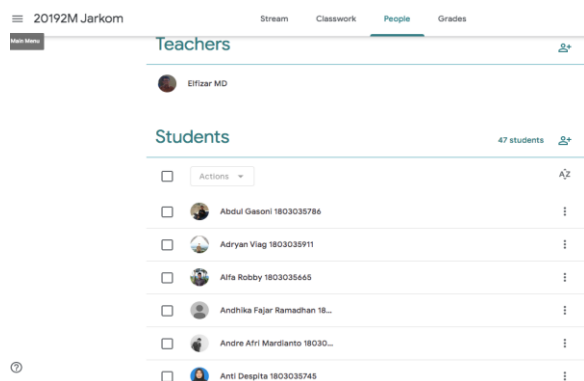 20192M Jarkom Stream Classwork People Grades
Main Menu
Teachers
Elfizar MD
Students 47 students
Actions AZ
Abdul Gasoni 1803035786
Adryan Viag 1803035911
Alfa Robby 1803035665
Andhika Fajar Ramadhan 18...
Andre Afri Mardianto 18030...
Anti Despita 1803035745